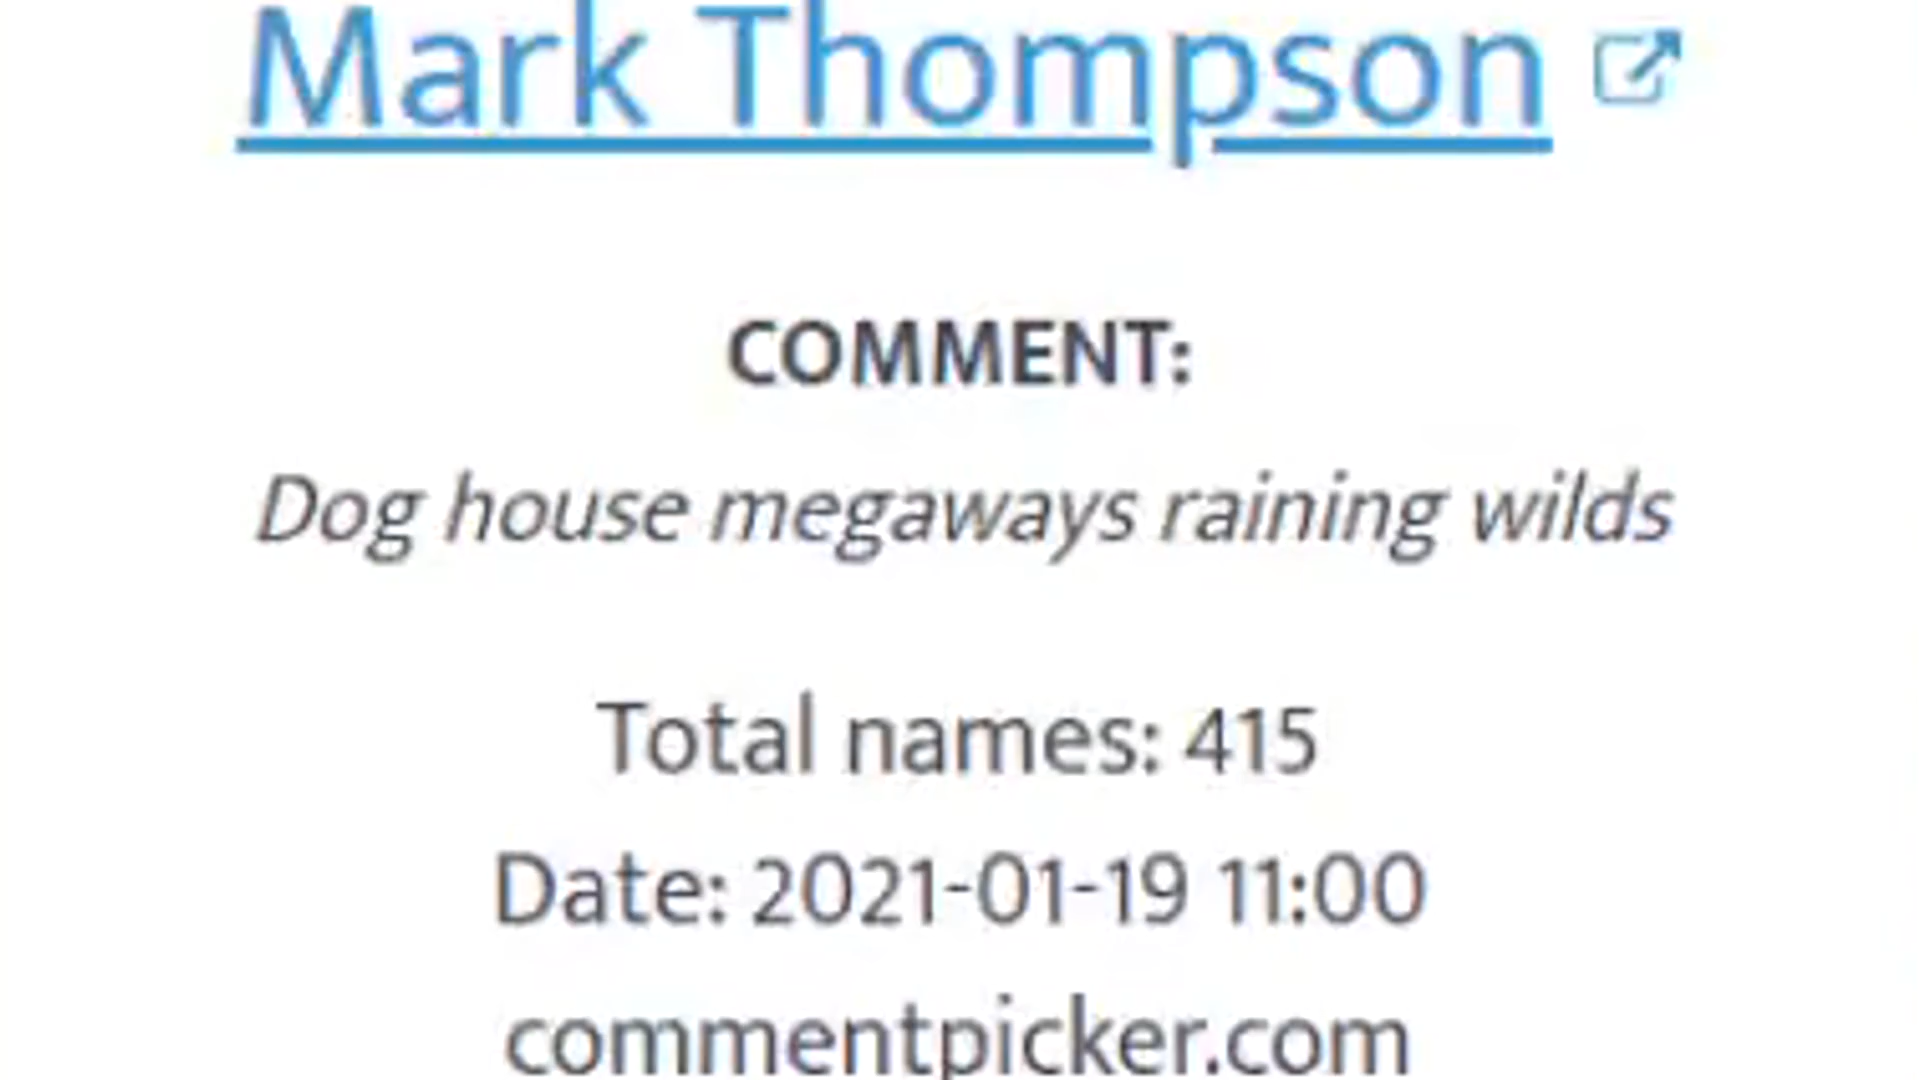 Mark Thompson
COMMENT:
Dog house megaways raining wilds
Total names: 415
Date: 2021-01-19 11:00
commentpicker.com